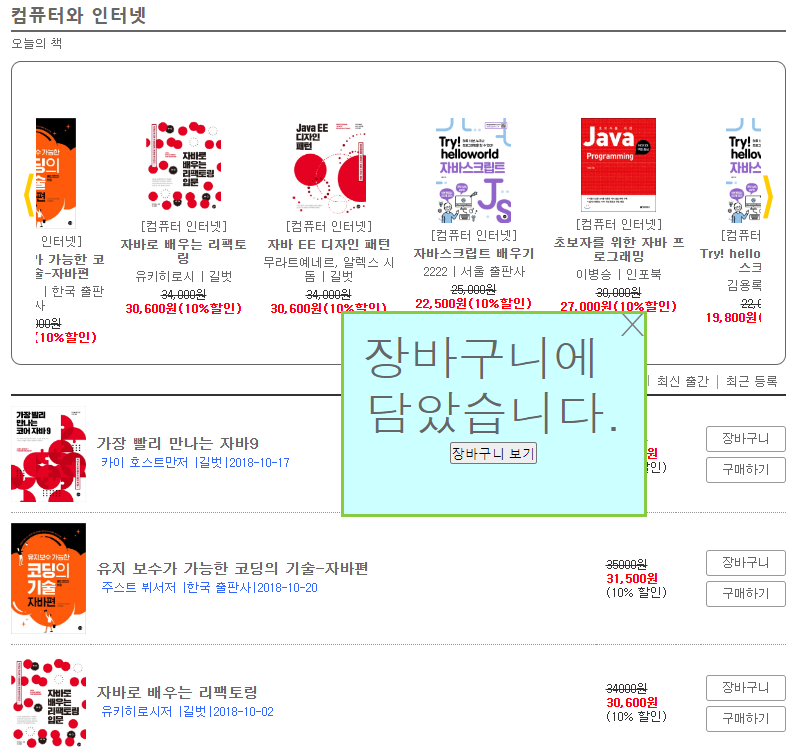 컴퓨터와 인터넷
오늘의 책
인터넷]
가 가능한 코
술-자바편
| 한국 출판
사
000원
(10%할인)
자바로
배우는
리팩토링
입문
[컴퓨터 인터넷]
자바로 배우는 리팩토
링
유키히로시 | 길벗
34,000원
30,600원(10%할인)
Java EE
디자인
패턴
[컴퓨터 인터넷]
자바 EE 디자인 패턴
무라트예네르, 알렉스 시
돔 | 길벗
34,000원
30,600원(10%할인)
Try!
helloworld
자바스크립트
JS
[컴퓨터 인터넷]
자바스크립트 배우기
2222 | 서울 출판사
25,000원
22,500원(10%할인)
Java
Programming
[컴퓨터 인터넷]
초보자를 위한 자바 프
로그래밍
이병승 | 인포북
30,000원
27,000원(10%할인)
Try!
[컴퓨터
Try! hello
스크
김용록
22,0
19,800원(
장바구니에
담았습니다.
장바구니 보기
| 최신 출간 | 최근 등록
가장 빨리
만나는
코어 자바 9
가장 빨리 만나는 자바9
카이 호스트만저 |길벗|2018-10-17
원
할인)
장바구니
구매하기
유지보수 가능한
코딩의
기술
자바편
유지 보수가 가능한 코딩의 기술-자바편
주스트 뷔서저 |한국 출판사|2018-10-20
35000원
31,500원
(10% 할인)
장바구니
구매하기
자바로
배우는
리팩토링
입문
자바로 배우는 리팩토링
유키히로시저 |길벗|2018-10-02
34000원
30,600원
(10% 할인)
장바구니
구매하기